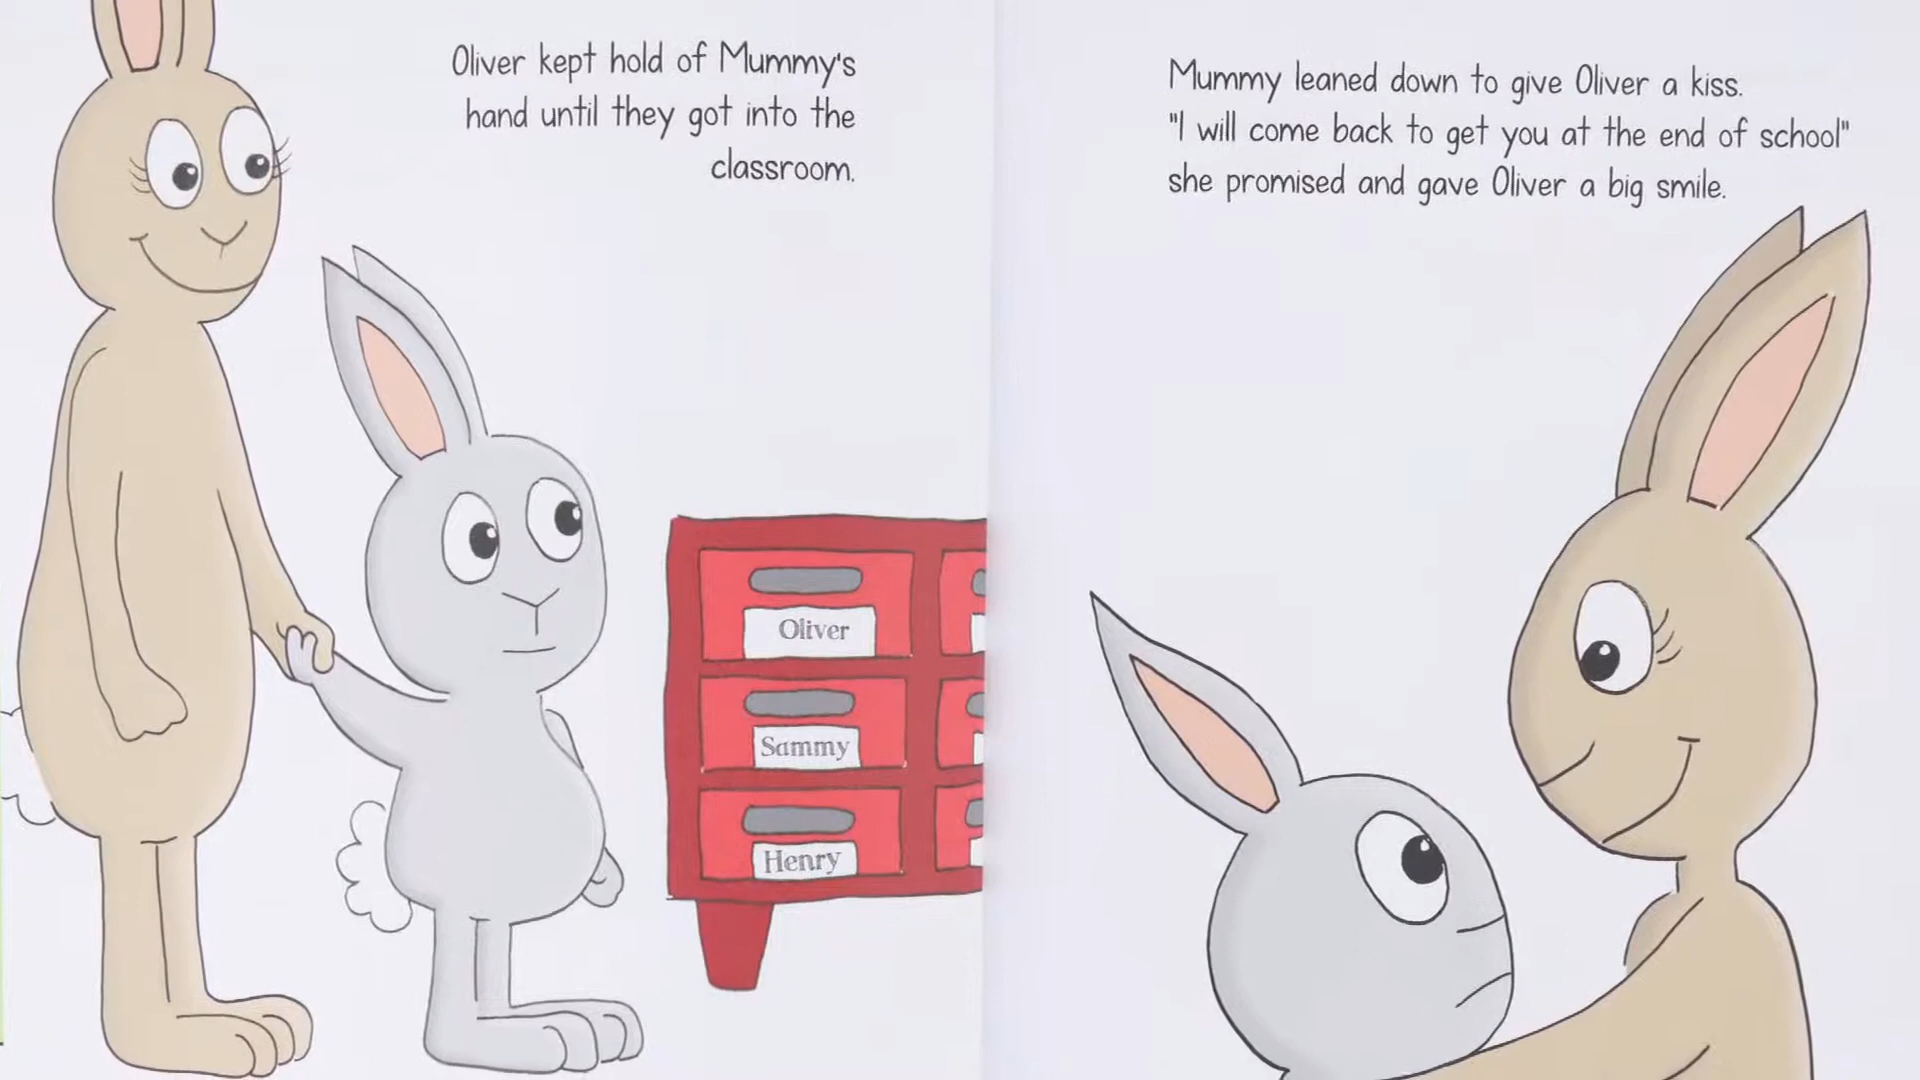 Oliver kept hold of Mummy's
hand until they got into the
classroom.
Oliver
Sammy
Henry
Mummy leaned down to give Oliver a kiss.
"I will come back to get you at the end of school"
she promised and gave Oliver a big smile.